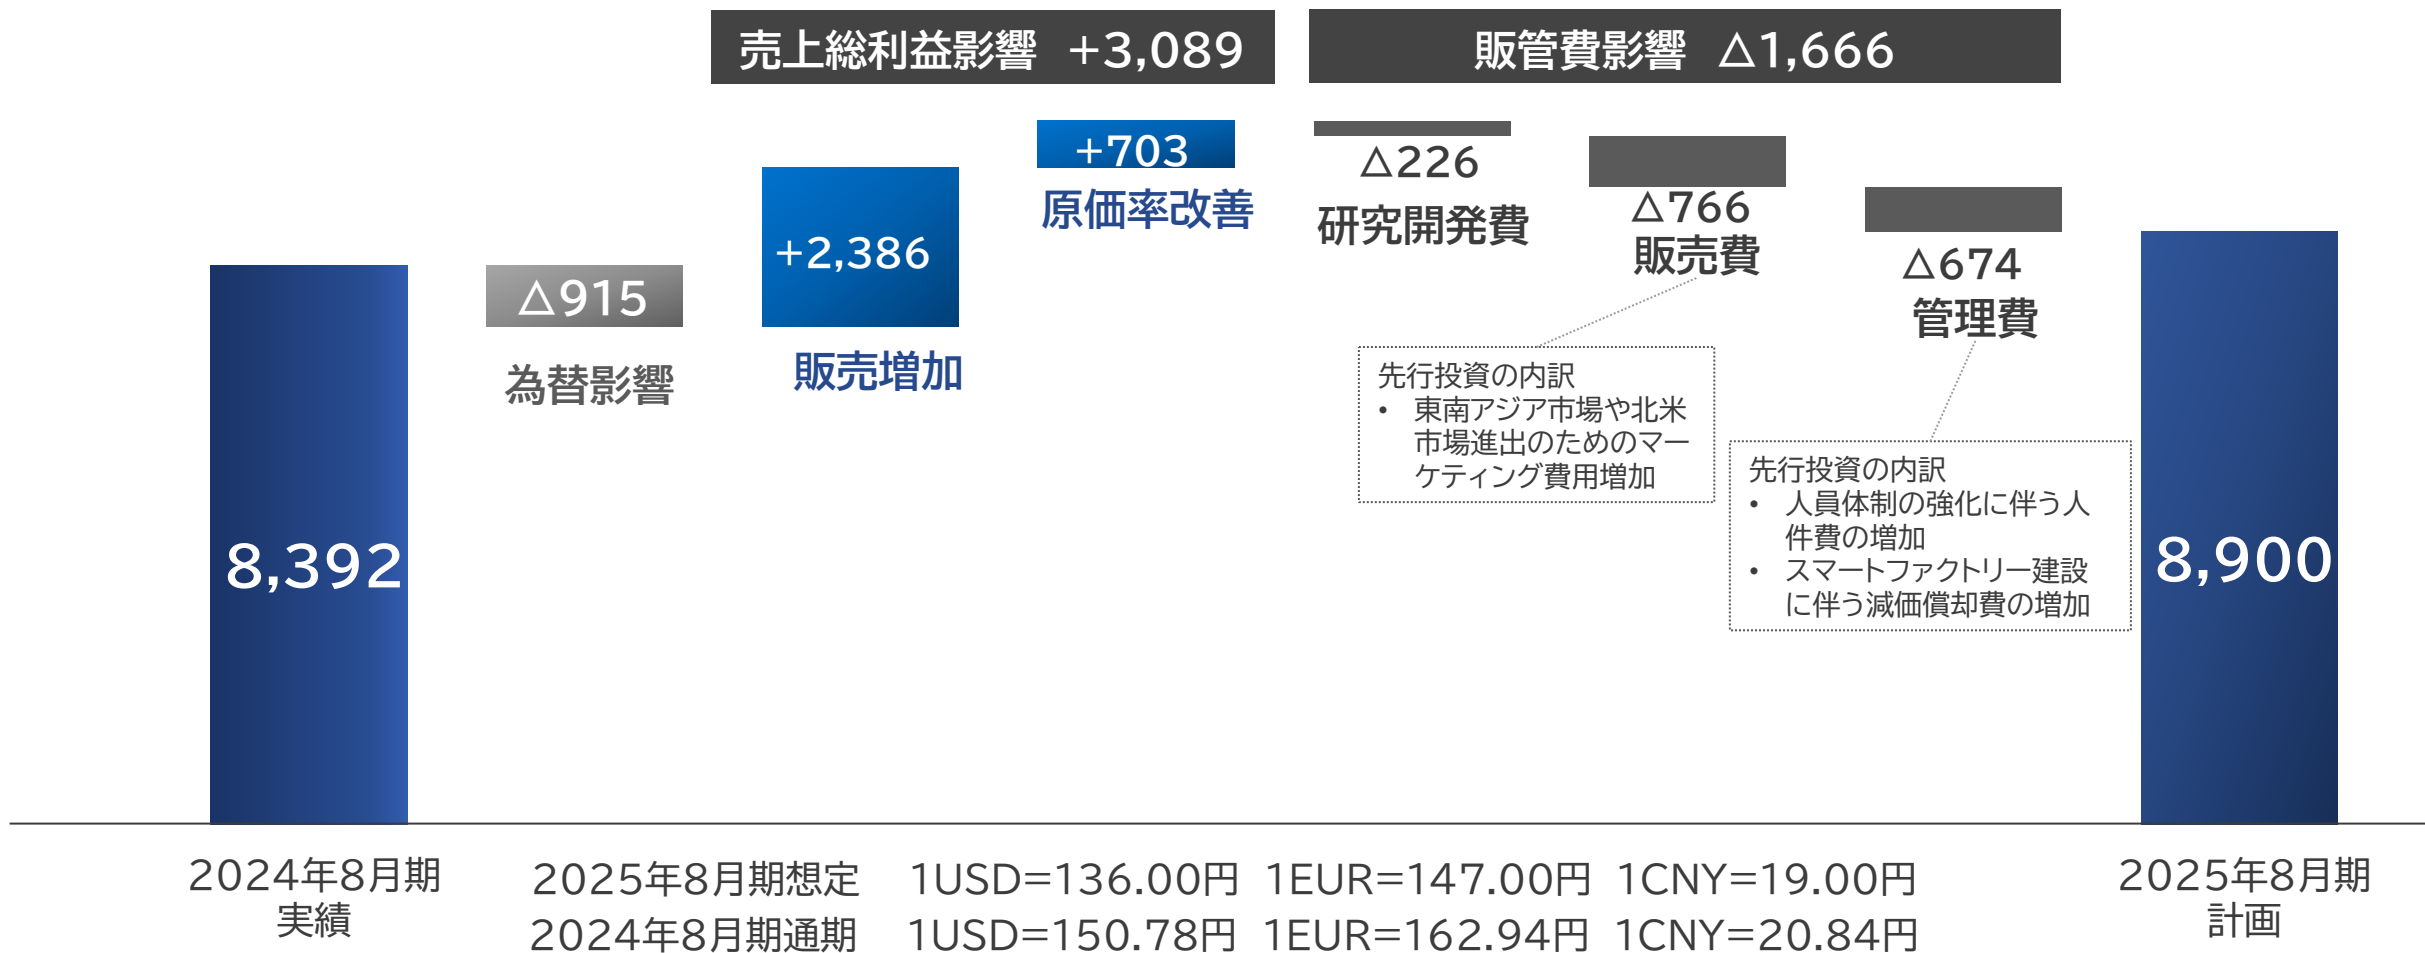 売上総利益影響 +3,089
販管費影響 △1,666
8,392
△915
為替影響
+2,386
販売増加
+703
原価率改善
△226
研究開発費
△766
販売費
先行投資の内訳
• 東南アジア市場や北米
市場進出のためのマー
ケティング費用増加
△674
管理費
先行投資の内訳
• 人員体制の強化に伴う人
件費の増加
• スマートファクトリー建設
に伴う減価償却費の増加
8,900
2024年8月期
実績
2025年8月期想定 1USD=136.00円 1EUR=147.00円 1CNY=19.00円
2024年8月期通期 1USD=150.78円 1EUR=162.94円 1CNY=20.84円
2025年8月期
計画